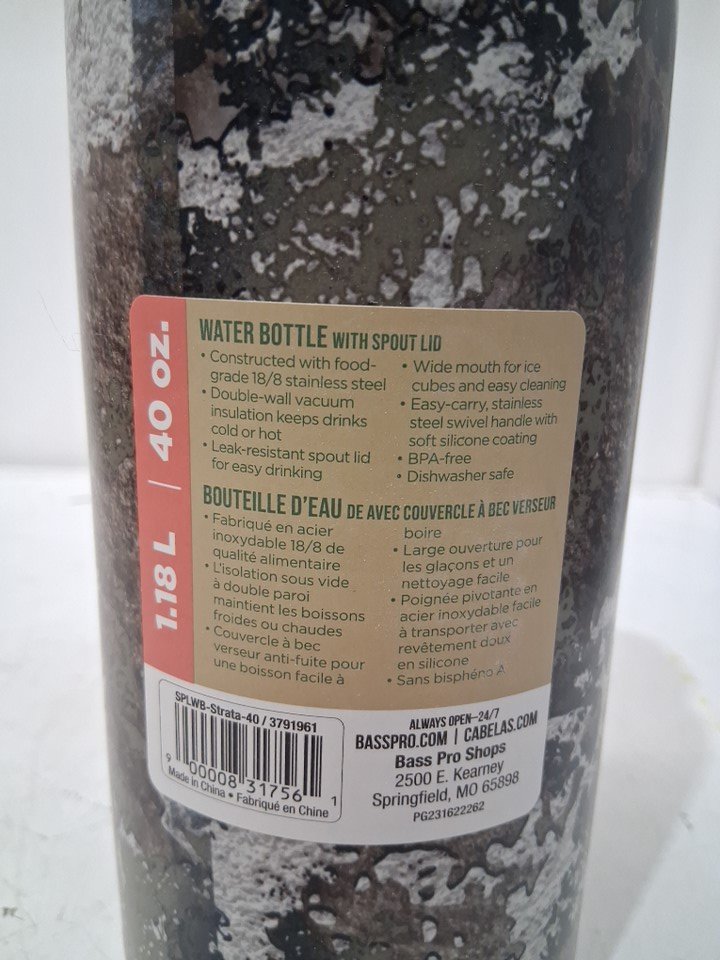 1.18 L | 40 OZ.
WATER BOTTLE WITH SPOUT LID
• Constructed with food-
grade 18/8 stainless steel
• Double-wall vacuum
insulation keeps drinks
cold or hot
• Leak-resistant spout lid
for easy drinking
• Wide mouth for ice
cubes and easy cleaning
• Easy-carry, stainless
steel swivel handle with
soft silicone coating
• BPA-free
• Dishwasher safe
BOUTEILLE D'EAU DE AVEC COUVERCLE À BEC VERSEUR
• Fabriqué en acier
inoxydable 18/8 de
qualité alimentaire
• L'isolation sous vide
à double paroi
maintient les boissons
froides ou chaudes
• Couvercle à bec
verseur anti-fuite pour
une boisson facile à
boire
• Large ouverture pour
les glaçons et un
nettoyage facile
• Poignée pivotante en
acier inoxydable facile
à transporter avec
revêtement doux
en silicone
• Sans bisphéno A
SPLWB-Strata-40 / 3791961
9 00008 31756 1
Made in China • Fabriqué en Chine
ALWAYS OPEN–24/7
BASSPRO.COM | CABELAS.COM
Bass Pro Shops
2500 E. Kearney
Springfield, MO 65898
PG231622262